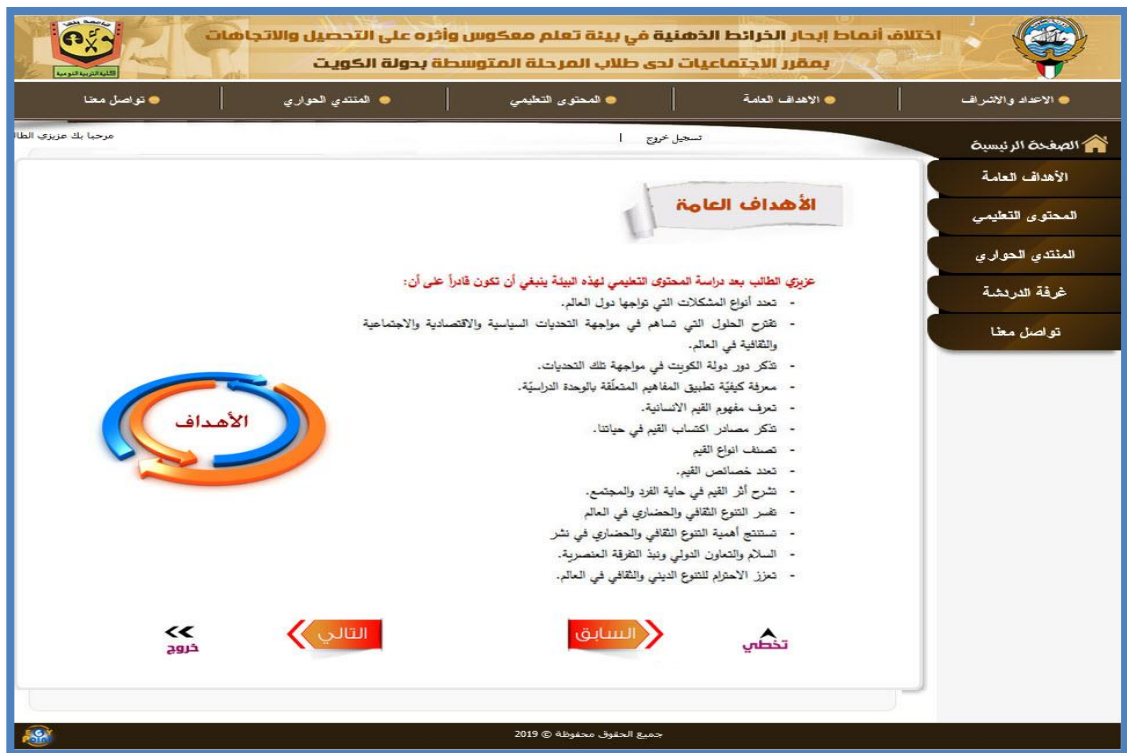 جامعة بنها
كلية التربية النوعية
اختلاف أنماط إبحار الخرائط الذهنية في بيئة تعلم معكوس وأثره على التحصيل والاتجاهات
بمقرر الاجتماعيات لدى طلاب المرحلة المتوسطة بدولة الكويت
الاعداد والاشراف
الاهداف العامة
المحتوى التعليمي
المنتدي الحواري
تواصل معنا
الصفحة الرئيسية
تسجيل خروج |
مرحبا بك عزيزي الطا
الأهداف العامة
المحتوى التعليمي
المنتدي الحواري
غرفة الدردشة
تواصل معنا
الأهداف العامة
عزيزي الطالب بعد دراسة المحتوى التعليمي لهذه البيئة ينبغي أن تكون قادراً على أن:
- تعدد أنواع المشكلات التي تواجها دول العالم.
- تقترح الحلول التي تساهم في مواجهة التحديات السياسية والاقتصادية والاجتماعية
والثقافية في العالم.
- تذكر دور دولة الكويت في مواجهة تلك التحديات.
- معرفة كيفيّة تطبيق المفاهيم المتعلّقة بالوحدة الدراسيّة.
- تعرف مفهوم القيم الانسانية.
- تذكر مصادر اكتساب القيم في حياتنا.
- تصنف انواع القيم
- تعدد خصائص القيم.
- تشرح أثر القيم في حاية الفرد والمجتمع.
- تفسر التنوع الثقافي والحضاري في العالم
- تستنتج أهمية التنوع الثقافي والحضاري في نشر
- السلام والتعاون الدولي ونبذ التفرقة العنصرية.
- تعزز الاحترام للتنوع الديني والثقافي في العالم.
الأهداف
تخطي
السابق
التالي
خروج
جميع الحقوق محفوظة © 2019